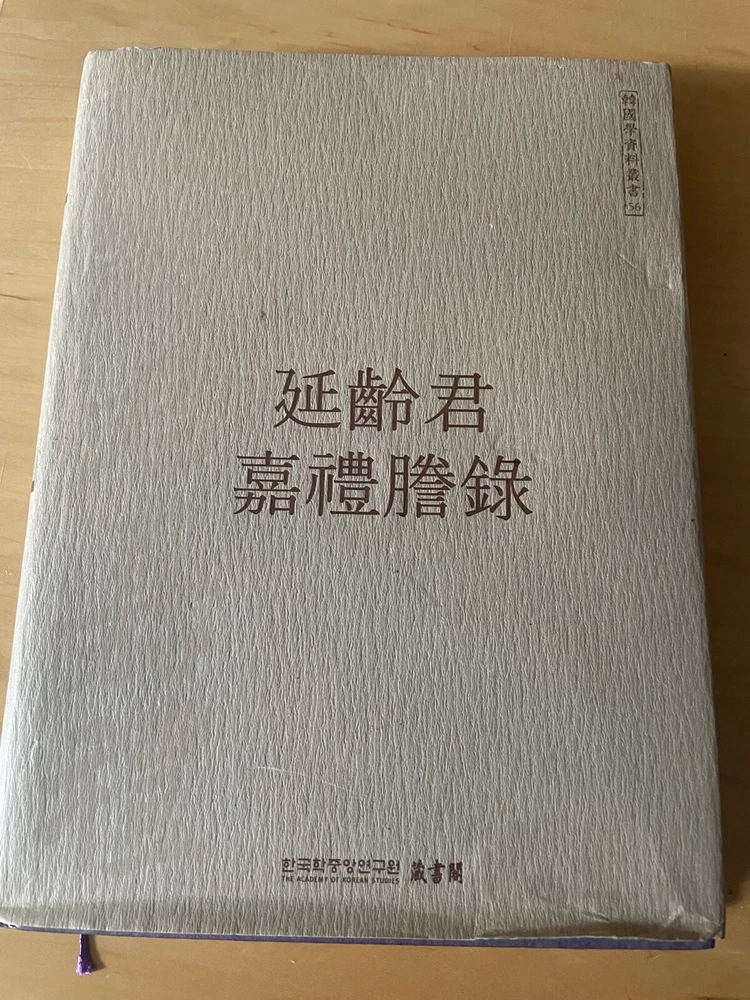 韓國學資料叢書·56
延齡君
嘉禮謄錄
한국학중앙연구원 藏書閣
THE ACADEMY OF KOREAN STUDIES